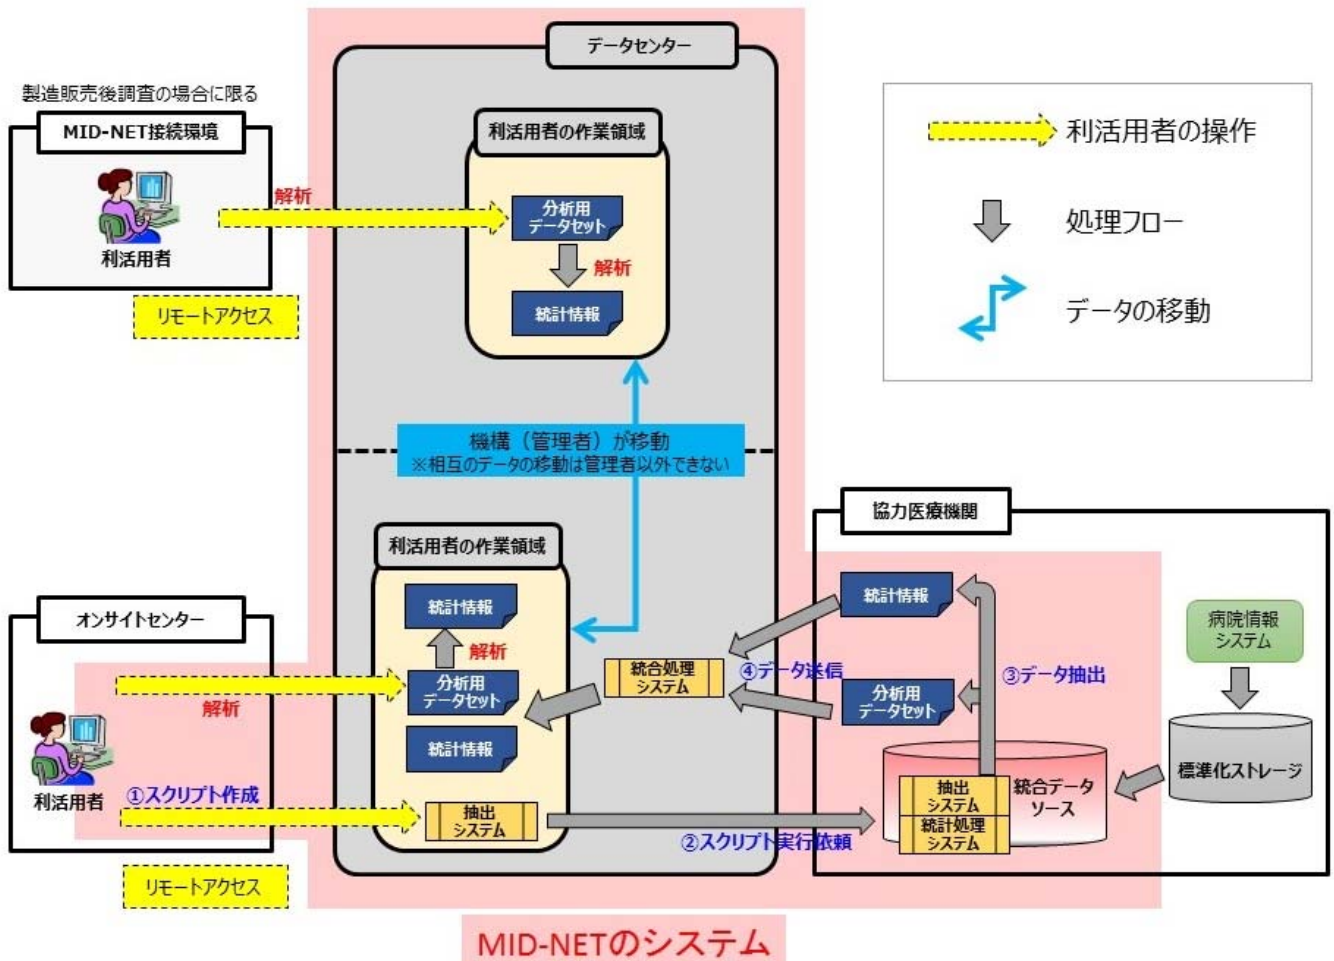 データセンター
製造販売後調査の場合に限る
MID-NET接続環境
利活用者
解析
リモートアクセス
利活用者の作業領域
分析用
データセット
解析
統計情報
利活用者の操作
処理フロー
データの移動
機構（管理者）が移動
※相互のデータの移動は管理者以外できない
オンサイトセンター
解析
利活用者
①スクリプト作成
リモートアクセス
利活用者の作業領域
統計情報
解析
分析用
データセット
統計情報
抽出
システム
統合処理
システム
④データ送信
②スクリプト実行依頼
協力医療機関
統計情報
分析用
データセット
③データ抽出
病院情報
システム
標準化ストレージ
抽出
システム
統計処理
システム
統合データ
ソース
MID-NETのシステム